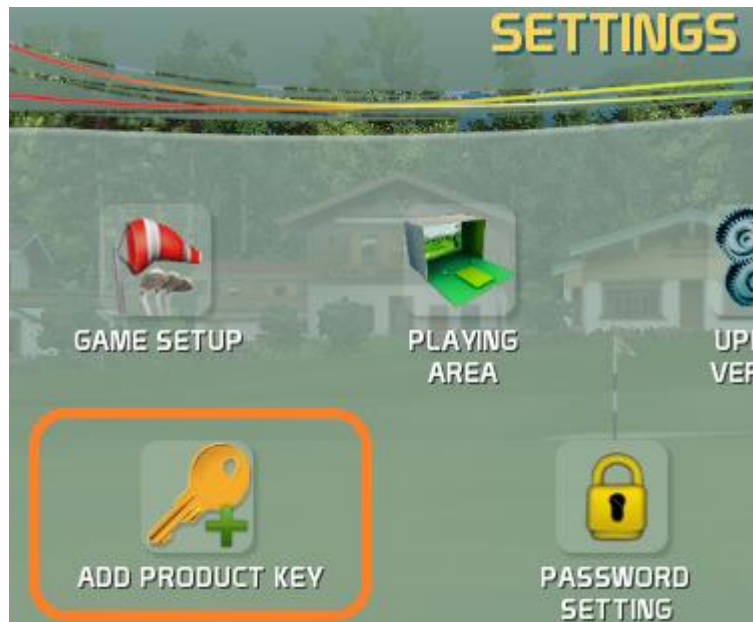 SETTINGS
GAME SETUP
PLAYING
AREA
ADD PRODUCT KEY
PASSWORD
SETTING